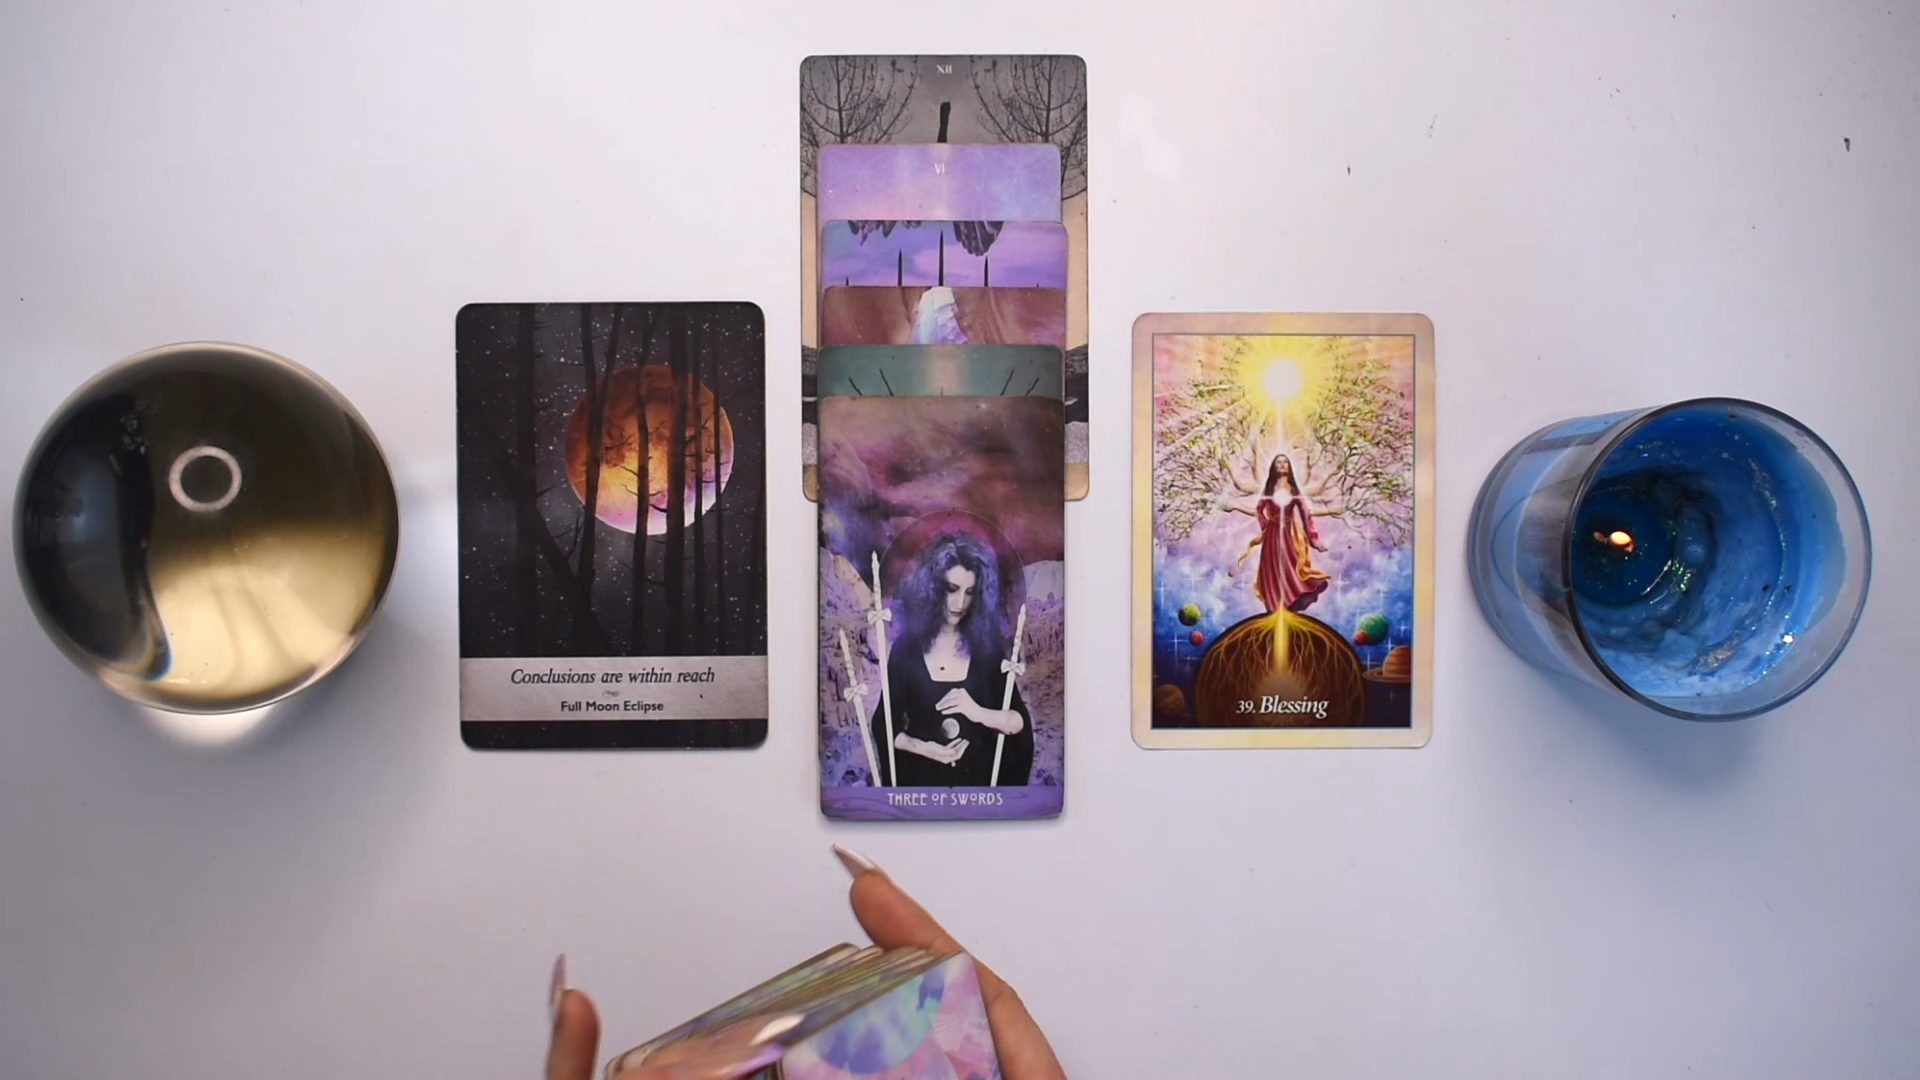 XII
VI
Conclusions are within reach
Full Moon Eclipse
39. Blessing
THREE OF SWORDS